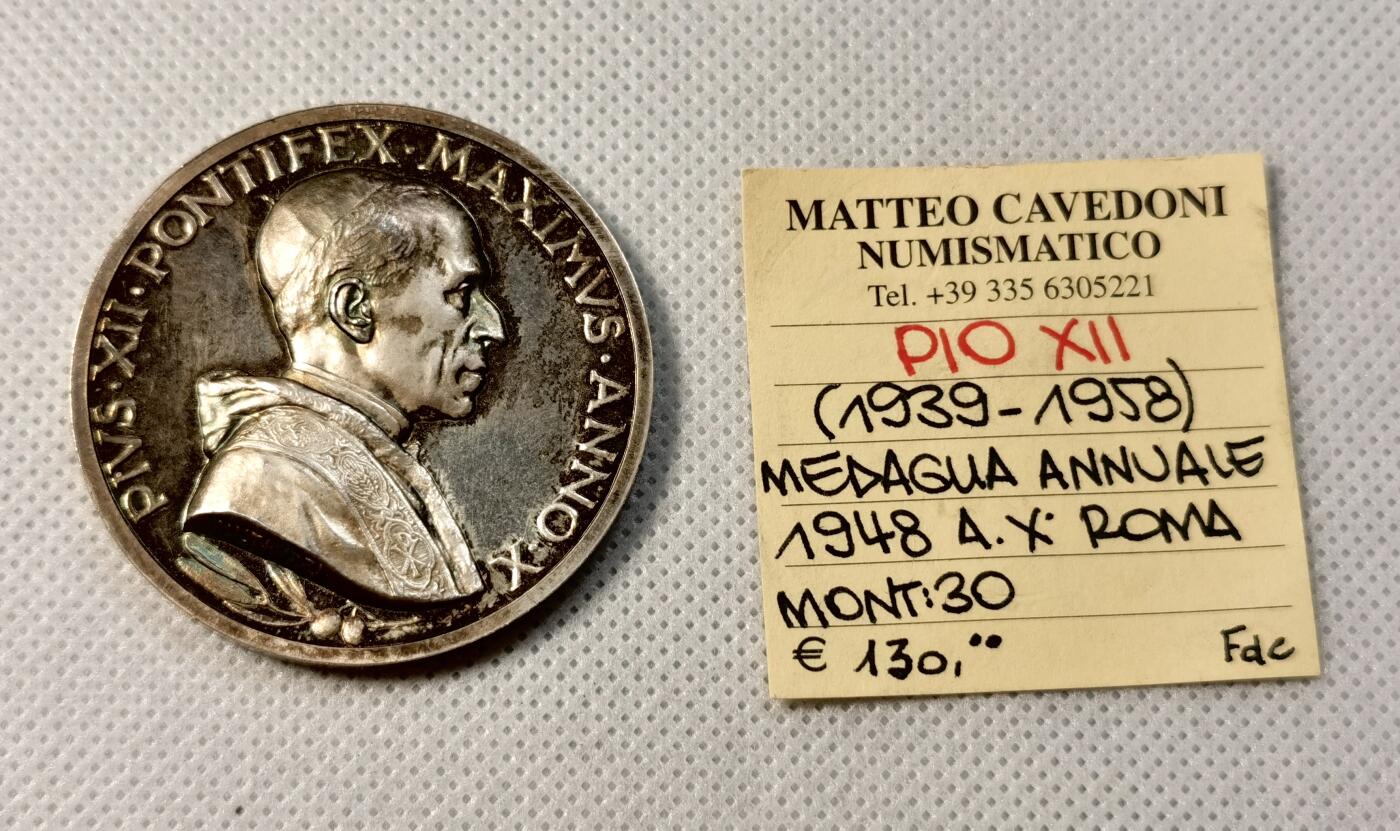 PIVS · XII · PONTIFEX · MAXIMVS · ANNO · X
MATTEO CAVEDONI
NUMISMATICO
Tel. +39 335 6305221
PIO XII
(1939-1958)
MEDAGLIA ANNUALE
1948 A. X° ROMA
MONT:30
€ 130,°°
Fdc